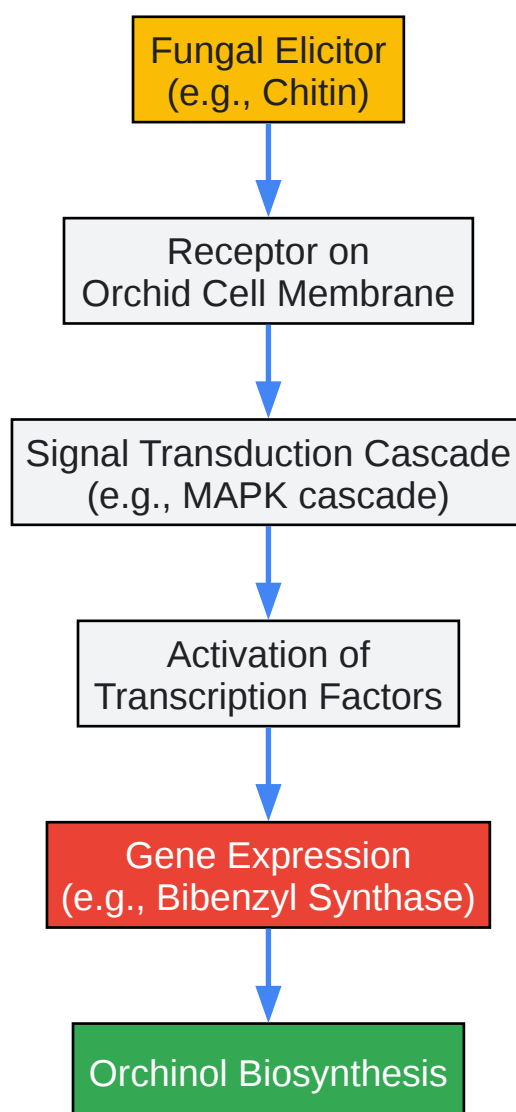 Fungal Elicitor
(e.g., Chitin)
Receptor on
Orchid Cell Membrane
Signal Transduction Cascade
(e.g., MAPK cascade)
Activation of
Transcription Factors
Gene Expression
(e.g., Bibenzyl Synthase)
Orchinol Biosynthesis